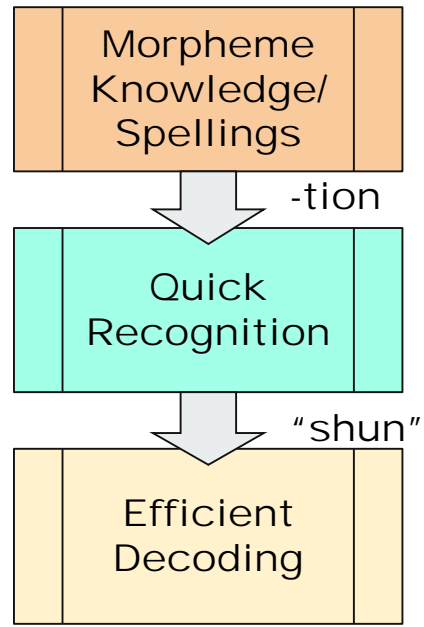 Morpheme
Knowledge/
Spellings
-tion
Quick
Recognition
“shun”
Efficient
Decoding